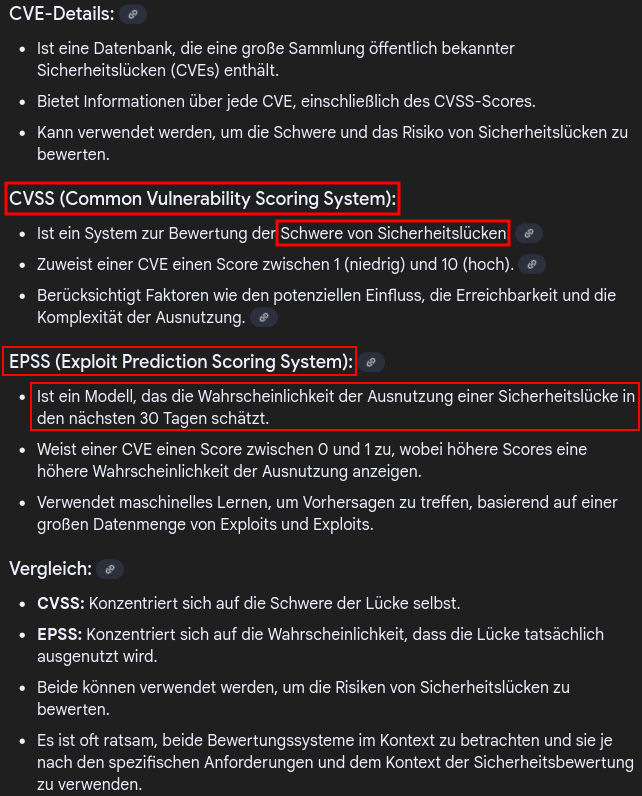 CVE-Details:
Ist eine Datenbank, die eine große Sammlung öffentlich bekannter
Sicherheitslücken (CVEs) enthält.
Bietet Informationen über jede CVE, einschließlich des CVSS-Scores.
Kann verwendet werden, um die Schwere und das Risiko von Sicherheitslücken zu
bewerten.
CVSS (Common Vulnerability Scoring System):
Ist ein System zur Bewertung der Schwere von Sicherheitslücken
Zuweist einer CVE einen Score zwischen 1 (niedrig) und 10 (hoch).
Berücksichtigt Faktoren wie den potenziellen Einfluss, die Erreichbarkeit und die
Komplexität der Ausnutzung.
EPSS (Exploit Prediction Scoring System):
Ist ein Modell, das die Wahrscheinlichkeit der Ausnutzung einer Sicherheitslücke in
den nächsten 30 Tagen schätzt.
Weist einer CVE einen Score zwischen 0 und 1 zu, wobei höhere Scores eine
höhere Wahrscheinlichkeit der Ausnutzung anzeigen.
Verwendet maschinelles Lernen, um Vorhersagen zu treffen, basierend auf einer
großen Datenmenge von Exploits und Exploits.
Vergleich:
CVSS: Konzentriert sich auf die Schwere der Lücke selbst.
EPSS: Konzentriert sich auf die Wahrscheinlichkeit, dass die Lücke tatsächlich
ausgenutzt wird.
Beide können verwendet werden, um die Risiken von Sicherheitslücken zu
bewerten.
Es ist oft ratsam, beide Bewertungssysteme im Kontext zu betrachten und sie je
nach den spezifischen Anforderungen und dem Kontext der Sicherheitsbewertung
zu verwenden.